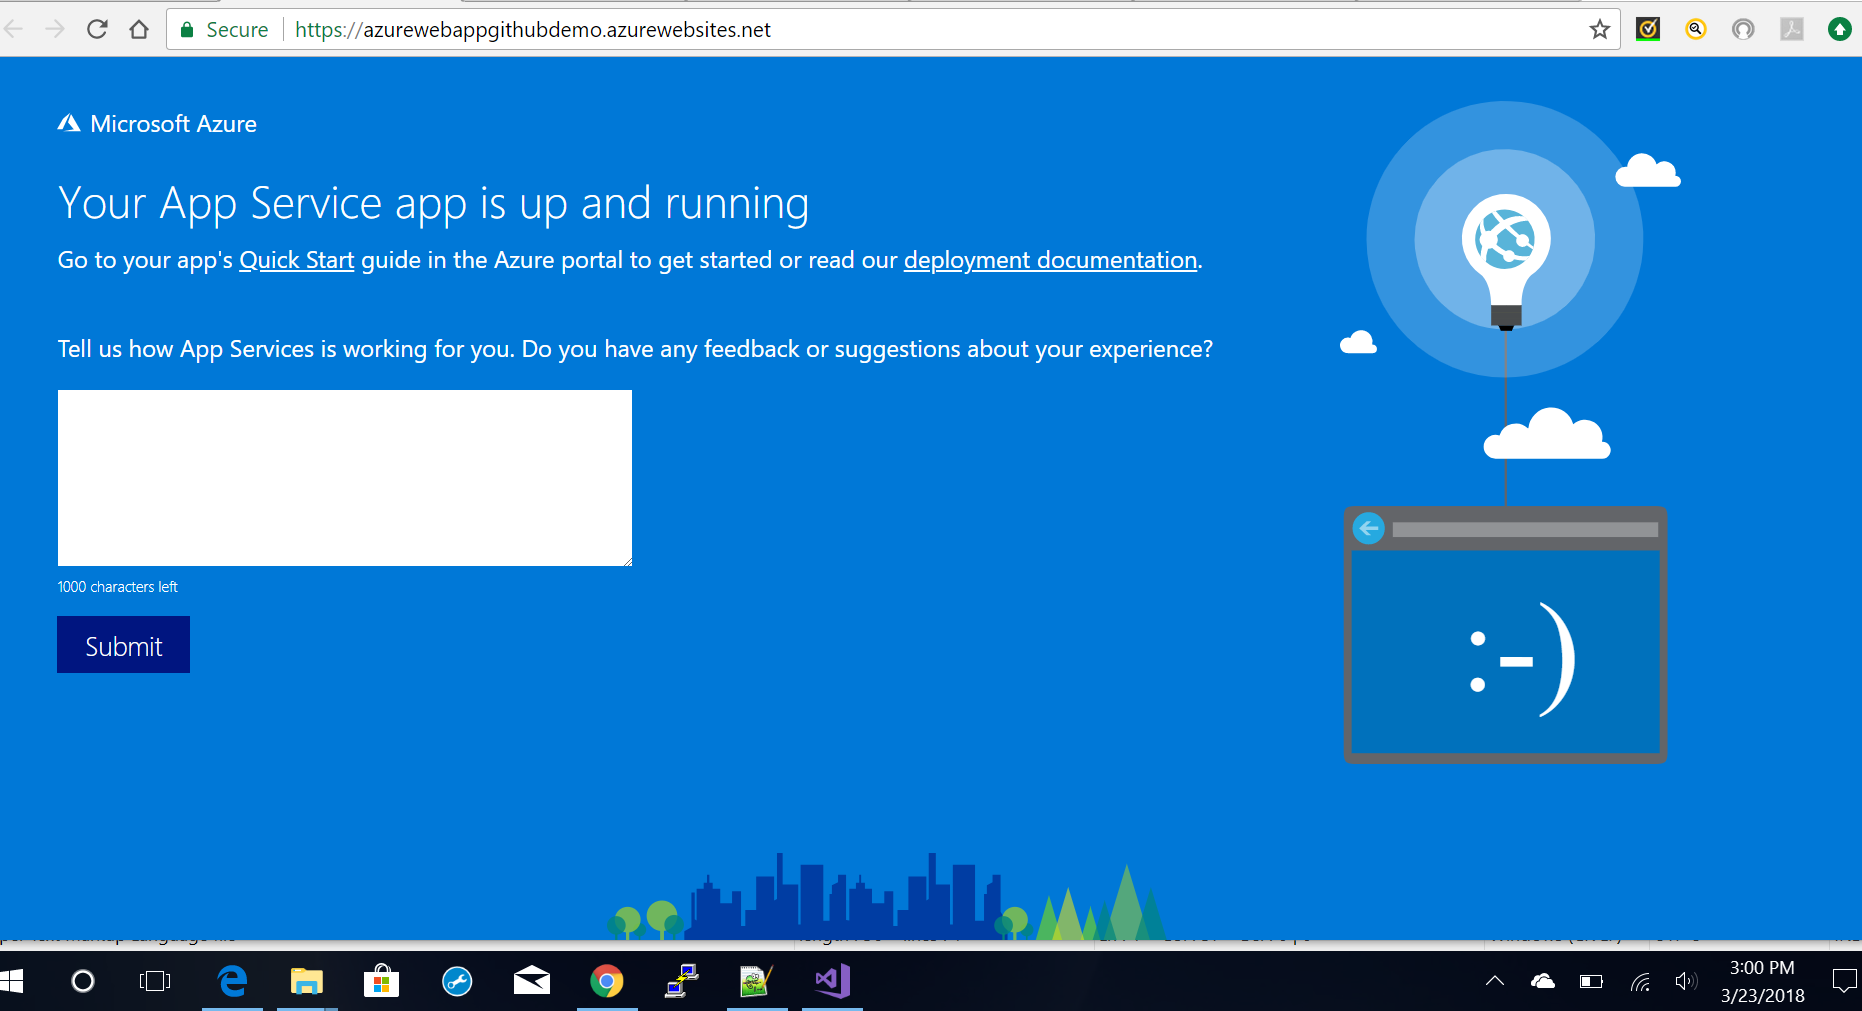 Secure https://azurewebappgithubdemo.azurewebsites.net
Microsoft Azure
Your App Service app is up and running
Go to your app's Quick Start guide in the Azure portal to get started or read our deployment documentation.
Tell us how App Services is working for you. Do you have any feedback or suggestions about your experience?
1000 characters left
Submit
:-)
3:00 PM
3/23/2018